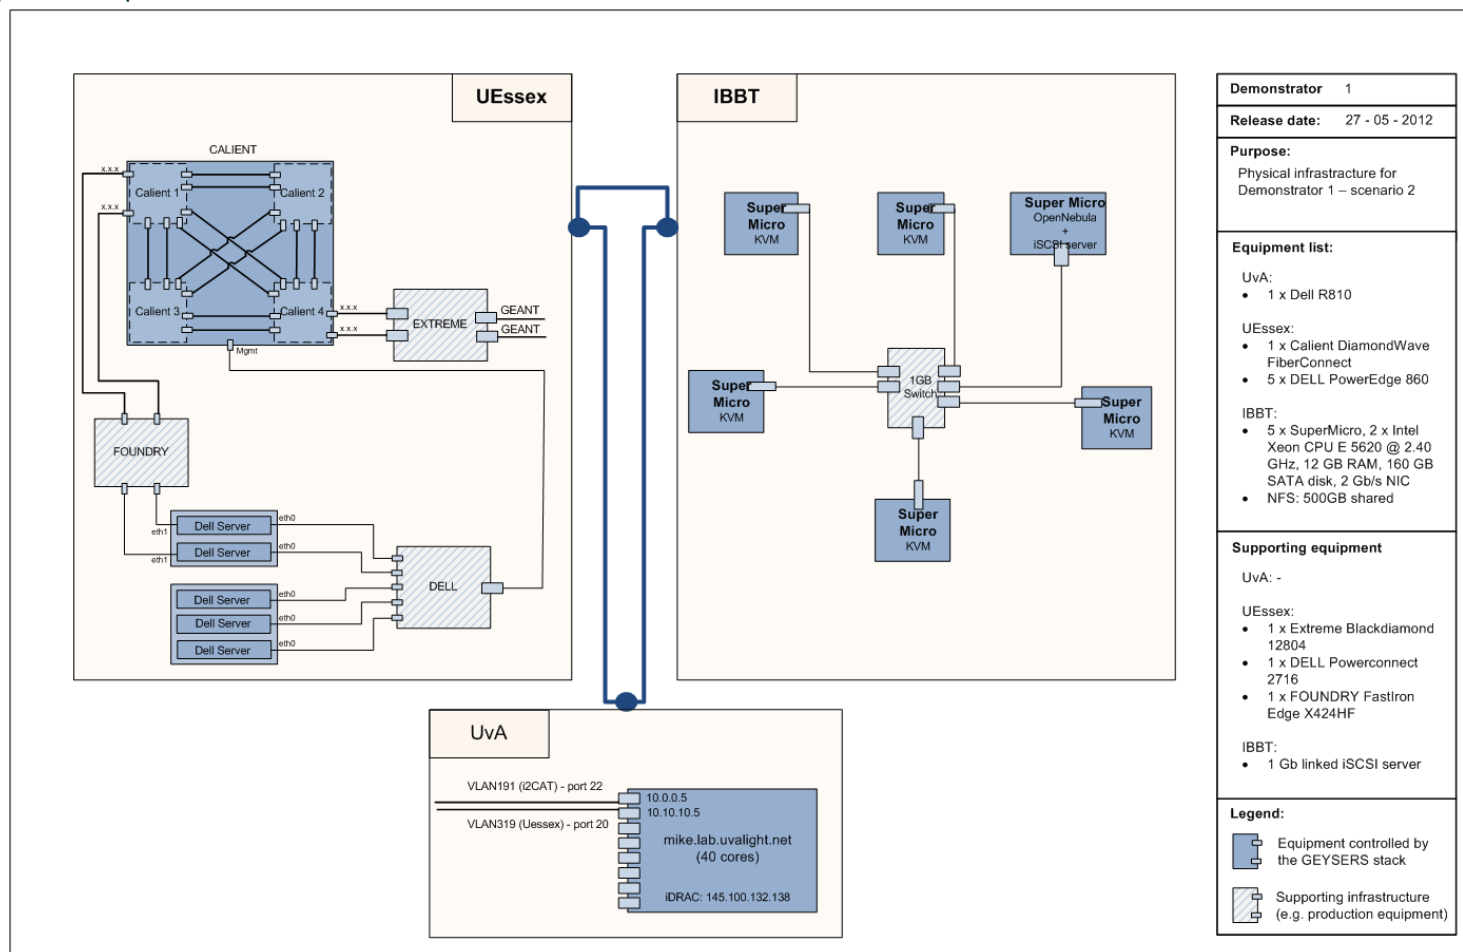 UEssex
CALIENT
x.x.x
Calient 1
Calient 2
x.x.x
Calient 3
Calient 4
x.x.x
x.x.x
Mgmt
EXTREME
GEANT
GEANT
FOUNDRY
eth1
Dell Server
eth0
eth1
Dell Server
eth0
Dell Server
eth0
Dell Server
eth0
Dell Server
eth0
DELL
IBBT
Super
Micro
KVM
Super
Micro
KVM
Super Micro
OpenNebula
+
iSCSI server
1GB
Switch
Super
Micro
KVM
Super
Micro
KVM
Super
Micro
KVM
UvA
VLAN191 (i2CAT) - port 22
VLAN319 (Uessex) - port 20
10.0.0.5
10.10.10.5
mike.lab.uvalight.net
(40 cores)
iDRAC: 145.100.132.138
Demonstrator 1
Release date: 27 - 05 - 2012
Purpose:
Physical infrastracture for
Demonstrator 1 – scenario 2
Equipment list:
UvA:
• 1 x Dell R810
UEssex:
• 1 x Calient DiamondWave
FiberConnect
• 5 x DELL PowerEdge 860
IBBT:
• 5 x SuperMicro, 2 x Intel
Xeon CPU E 5620 @ 2.40
GHz, 12 GB RAM, 160 GB
SATA disk, 2 Gb/s NIC
• NFS: 500GB shared
Supporting equipment
UvA: -
UEssex:
• 1 x Extreme Blackdiamond
12804
• 1 x DELL Powerconnect
2716
• 1 x FOUNDRY FastIron
Edge X424HF
IBBT:
• 1 Gb linked iSCSI server
Legend:
Equipment controlled by
the GEYSERS stack
Supporting infrastructure
(e.g. production equipment)